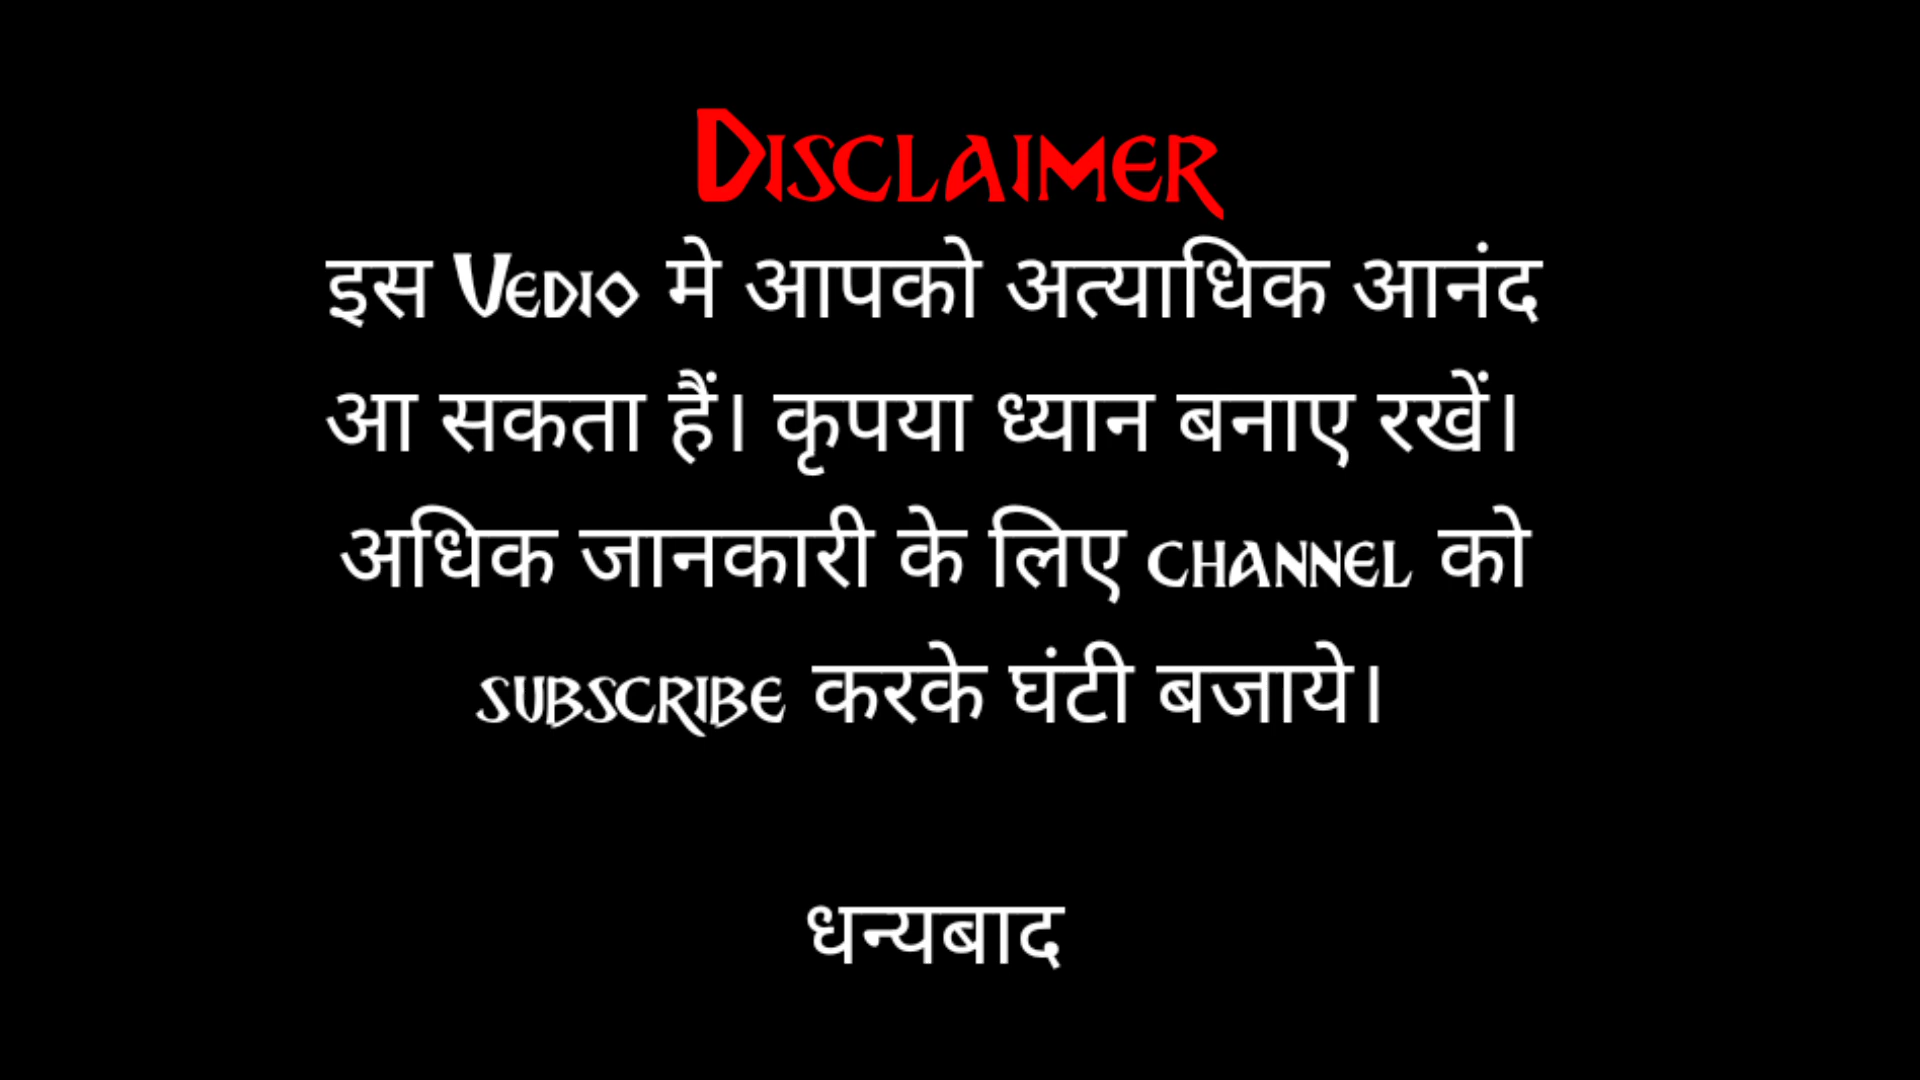 Disclaimer
इस Vedio मे आपको अत्याधिक आनंद
आ सकता हैं। कृपया ध्यान बनाए रखें।
अधिक जानकारी के लिए channel को
subscribe करके घंटी बजाये।
धन्यबाद